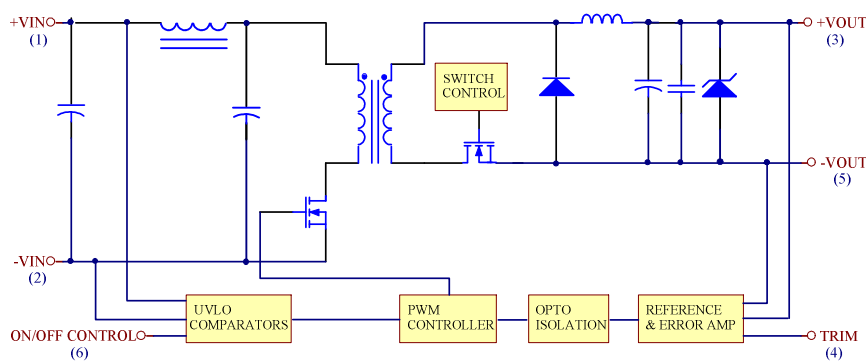 +VIN
(1)
+VOUT
(3)
SWITCH
CONTROL
-VOUT
(5)
-VIN
(2)
UVLO
COMPARATORS
PWM
CONTROLLER
OPTO
ISOLATION
REFERENCE
& ERROR AMP
ON/OFF CONTROL
(6)
TRIM
(4)